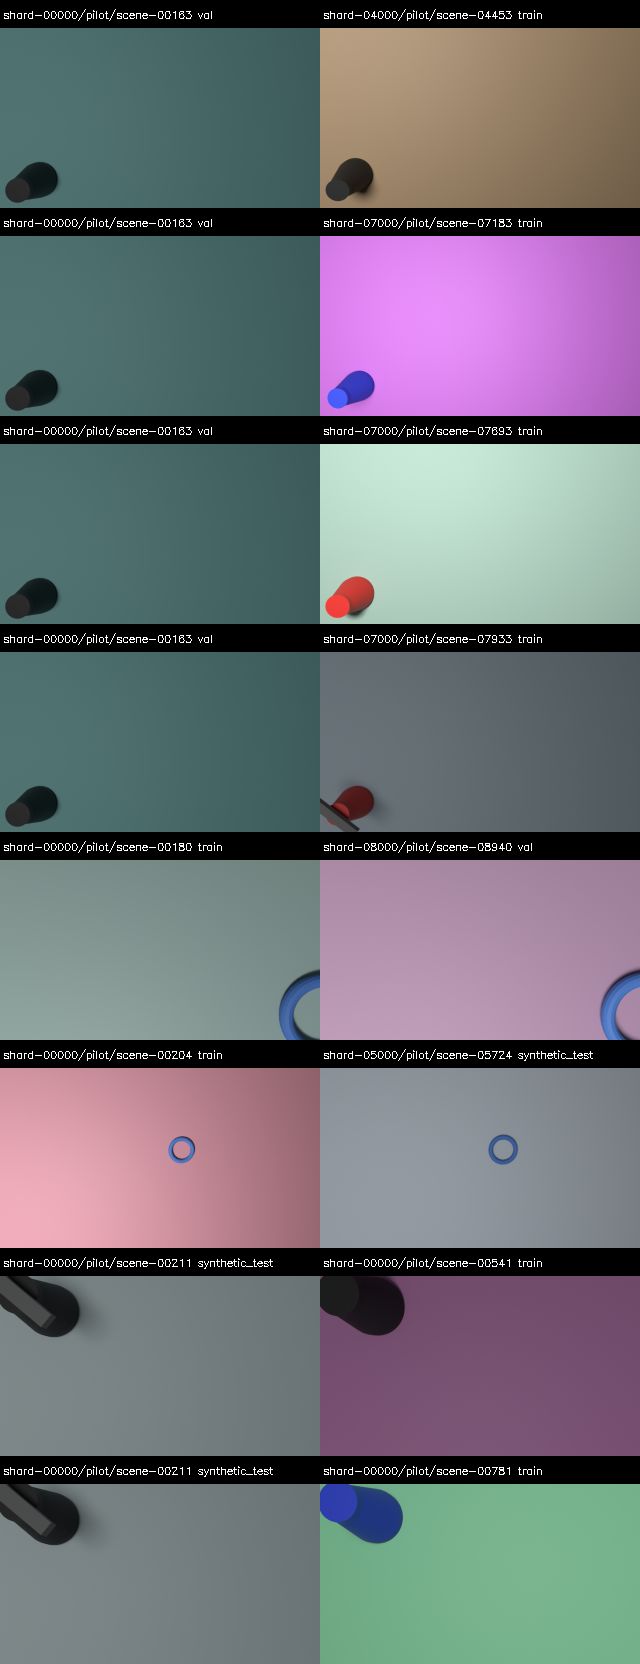 shard-00000/pilot/scene-00163 val
shard-04000/pilot/scene-04453 train
shard-00000/pilot/scene-00163 val
shard-07000/pilot/scene-07183 train
shard-00000/pilot/scene-00163 val
shard-07000/pilot/scene-07693 train
shard-00000/pilot/scene-00163 val
shard-07000/pilot/scene-07933 train
shard-00000/pilot/scene-00180 train
shard-08000/pilot/scene-08940 val
shard-00000/pilot/scene-00204 train
shard-05000/pilot/scene-05724 synthetic_test
shard-00000/pilot/scene-00211 synthetic_test
shard-00000/pilot/scene-00541 train
shard-00000/pilot/scene-00211 synthetic_test
shard-00000/pilot/scene-00781 train